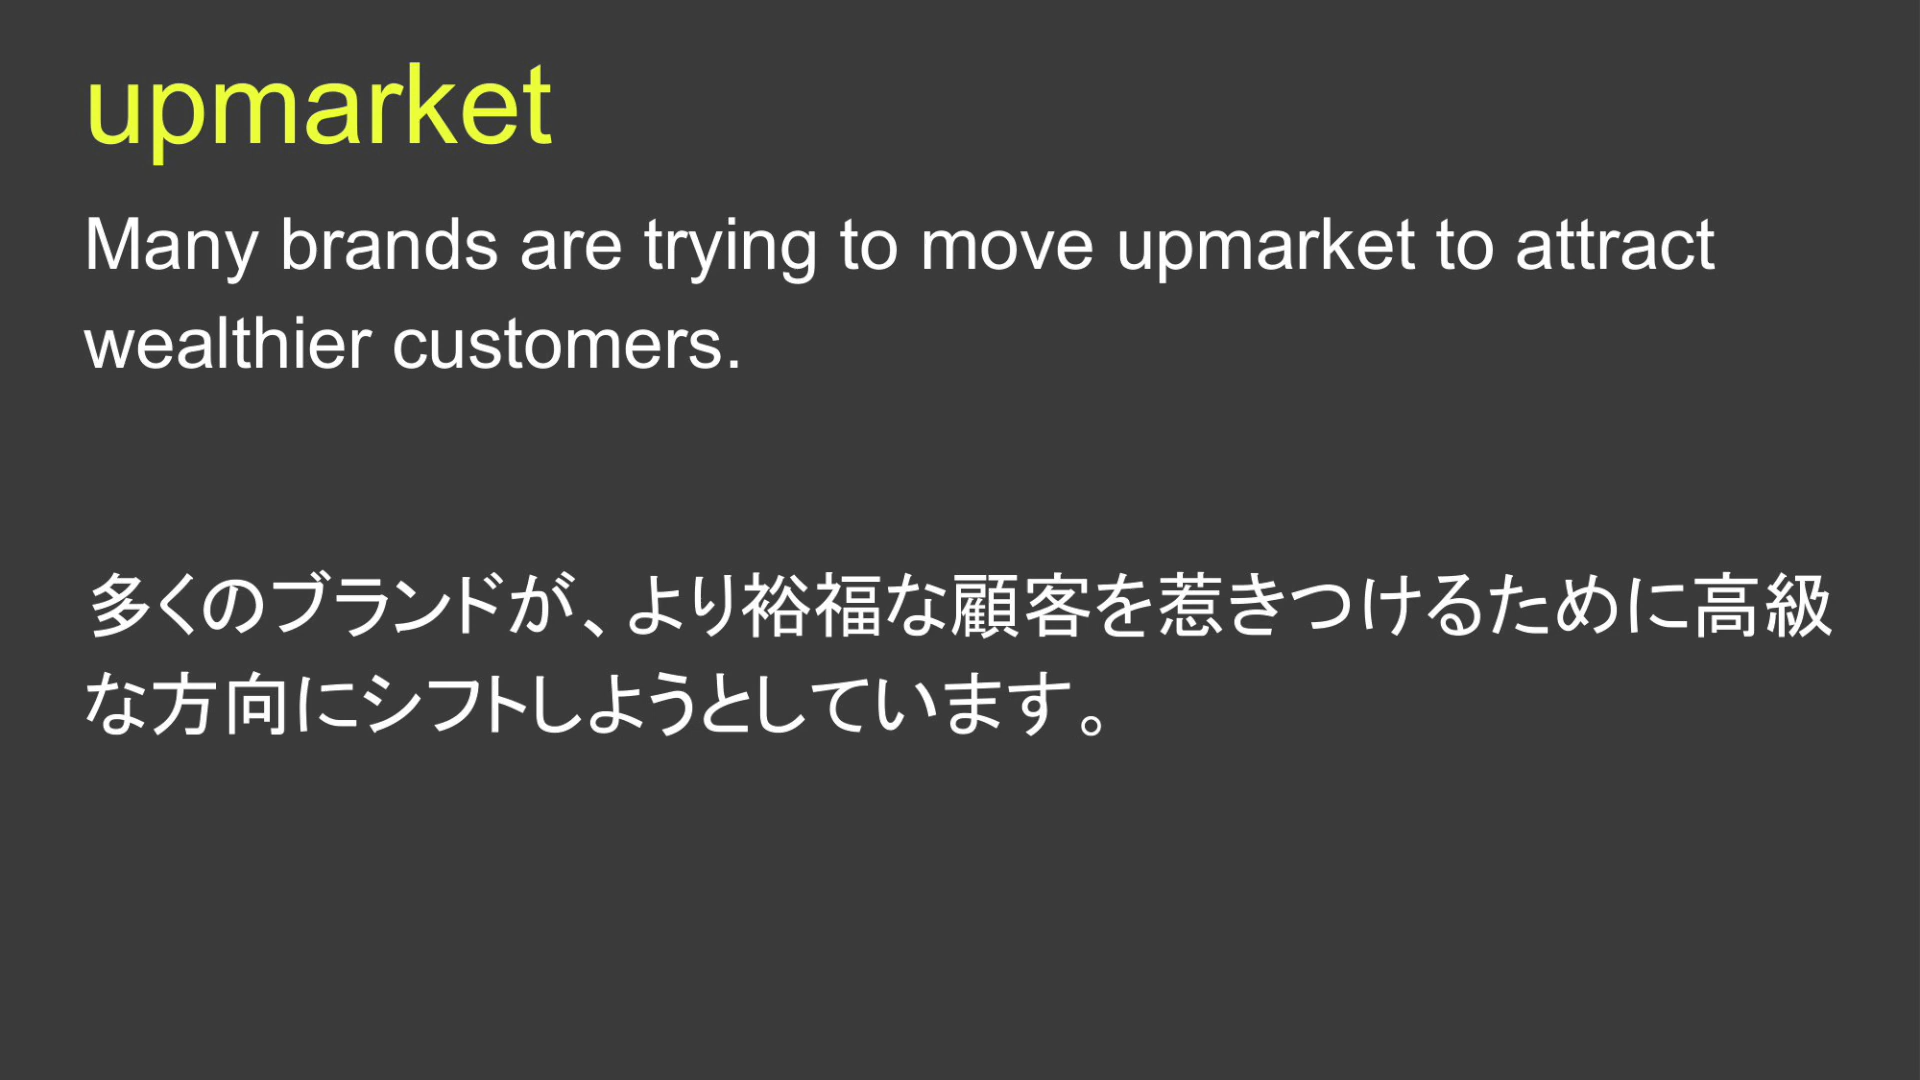 upmarket
Many brands are trying to move upmarket to attract
wealthier customers.
多くのブランドが、より裕福な顧客を惹きつけるために高級
な方向にシフトしようとしています。